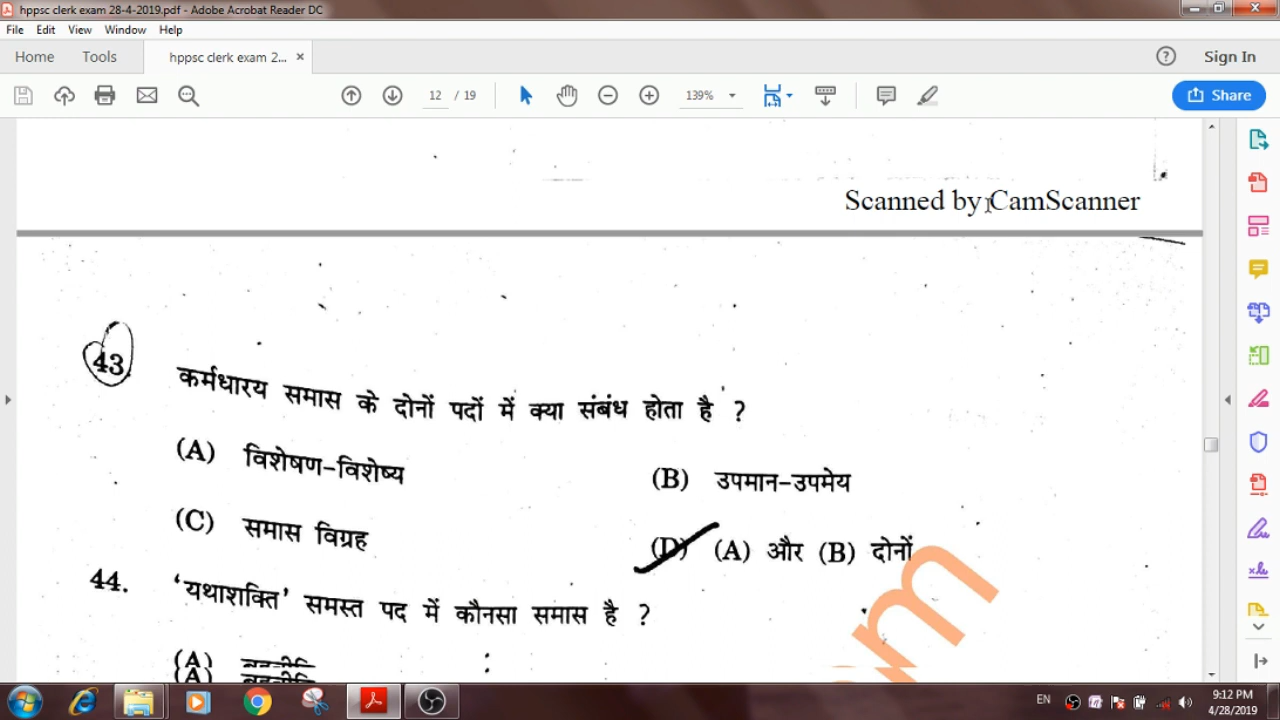 hppsc clerk exam 28-4-2019.pdf - Adobe Acrobat Reader DC
File Edit View Window Help
Home Tools hppsc clerk exam 2... × Sign In
12 / 19 139% Share
Scanned by CamScanner
43. कर्मधारय समास के दोनों पदों में क्या संबंध होता है ?
(A) विशेषण-विशेष्य (B) उपमान-उपमेय
(C) समास विग्रह (D) (A) और (B) दोनों
44. 'यथाशक्ति' समस्त पद में कौनसा समास है ?
(A)
(A)
om
EN 9:12 PM
4/28/2019